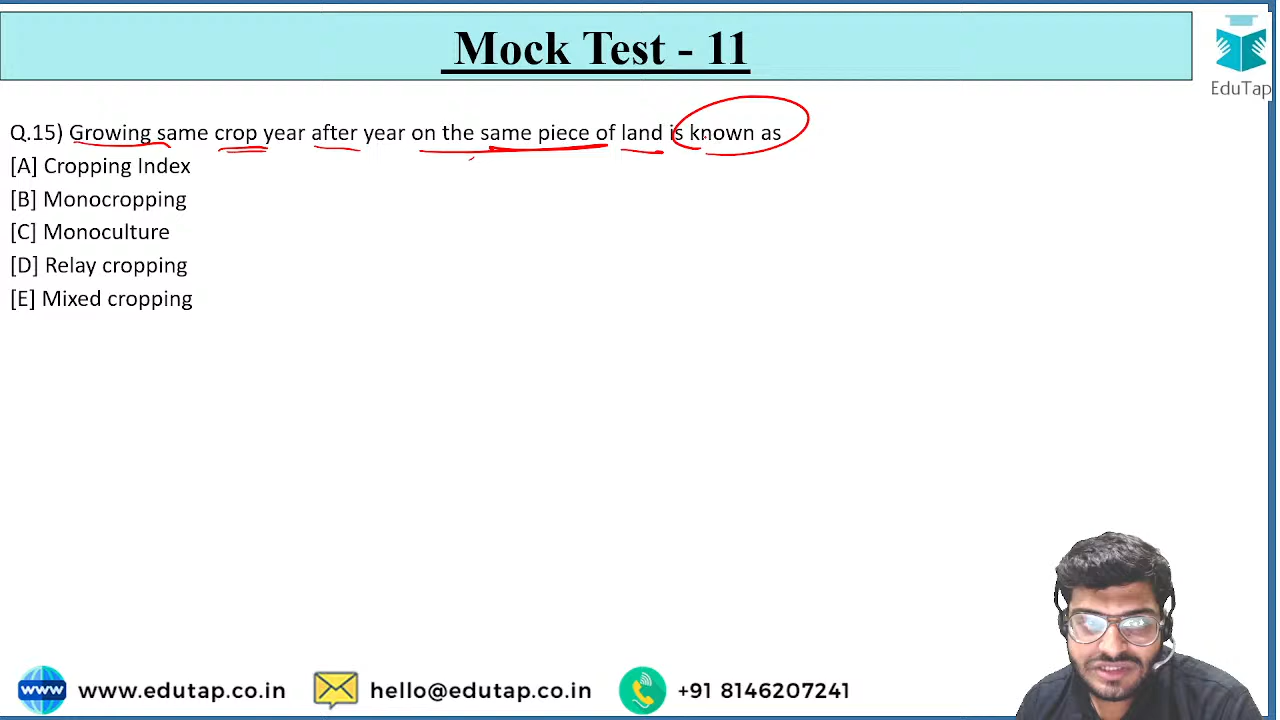 Mock Test - 11
EduTap
Q.15) Growing same crop year after year on the same piece of land is known as
[A] Cropping Index
[B] Monocropping
[C] Monoculture
[D] Relay cropping
[E] Mixed cropping
www www.edutap.co.in hello@edutap.co.in +91 8146207241